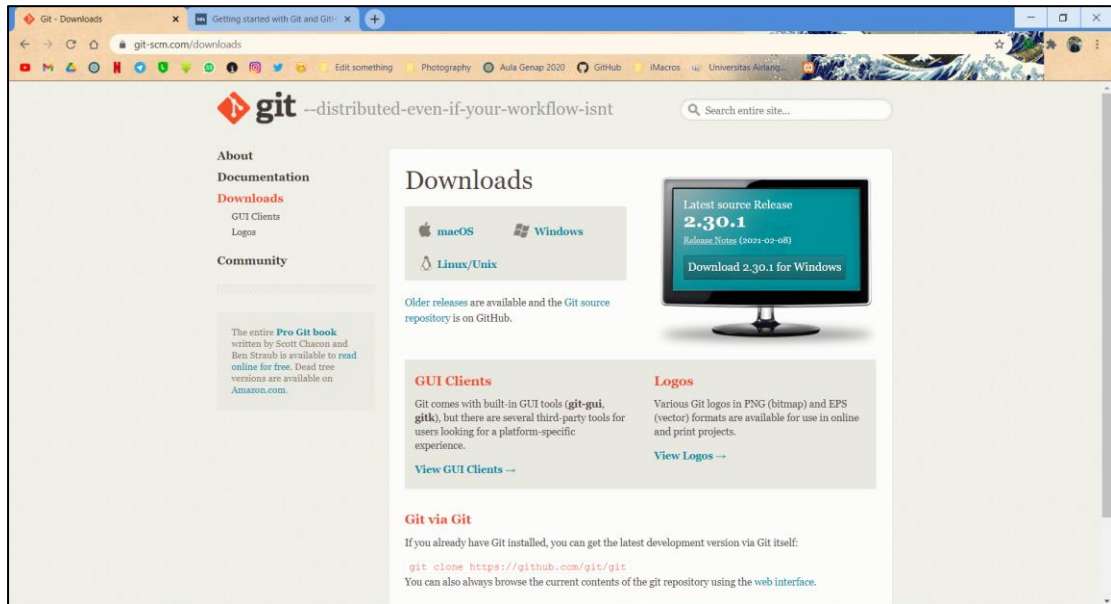 Git - Downloads
Getting started with Git and GitH
git-scm.com/downloads
Edit something
Photography
Aula Genap 2020
GitHub
iMacros
Universitas Airlang...
git --distributed-even-if-your-workflow-isnt
Search entire site...
About
Documentation
Downloads
GUI Clients
Logos
Community
The entire Pro Git book
written by Scott Chacon and
Ben Straub is available to read
online for free. Dead tree
versions are available on
Amazon.com.
Downloads
macOS
Windows
Linux/Unix
Older releases are available and the Git source
repository is on GitHub.
Latest source Release
2.30.1
Release Notes (2021-02-08)
Download 2.30.1 for Windows
GUI Clients
Git comes with built-in GUI tools (git-gui,
gitk), but there are several third-party tools for
users looking for a platform-specific
experience.
View GUI Clients →
Logos
Various Git logos in PNG (bitmap) and EPS
(vector) formats are available for use in online
and print projects.
View Logos →
Git via Git
If you already have Git installed, you can get the latest development version via Git itself:
git clone https://github.com/git/git
You can also always browse the current contents of the git repository using the web interface.